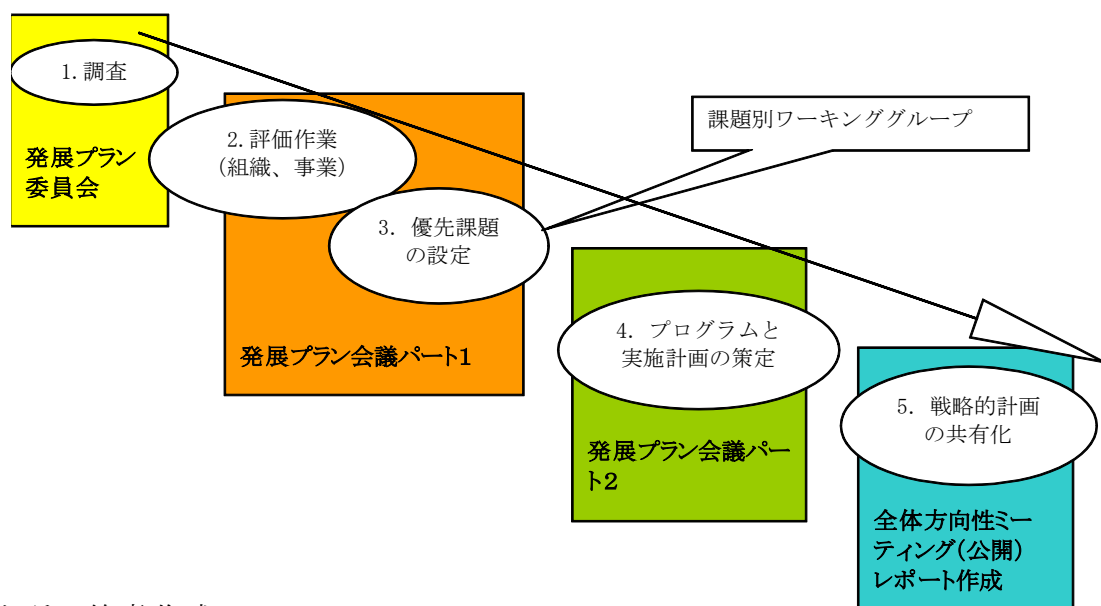 1.調査
発展プラン
委員会
2.評価作業
(組織、事業)
課題別ワーキンググループ
3. 優先課題
の設定
発展プラン会議パート1
4. プログラムと
実施計画の策定
発展プラン会議パー
ト2
5. 戦略的計画
の共有化
全体方向性ミー
ティング(公開)
レポート作成